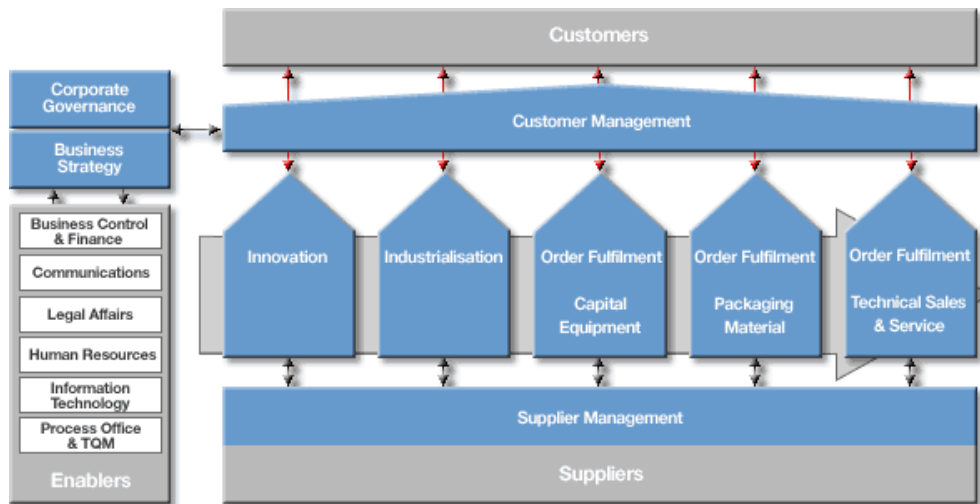 Customers
Corporate
Governance
Customer Management
Business
Strategy
Business Control
& Finance
Communications
Legal Affairs
Human Resources
Information
Technology
Process Office
& TQM
Enablers
Innovation
Industrialisation
Order Fulfilment
Capital
Equipment
Order Fulfilment
Packaging
Material
Order Fulfilment
Technical Sales
& Service
Supplier Management
Suppliers